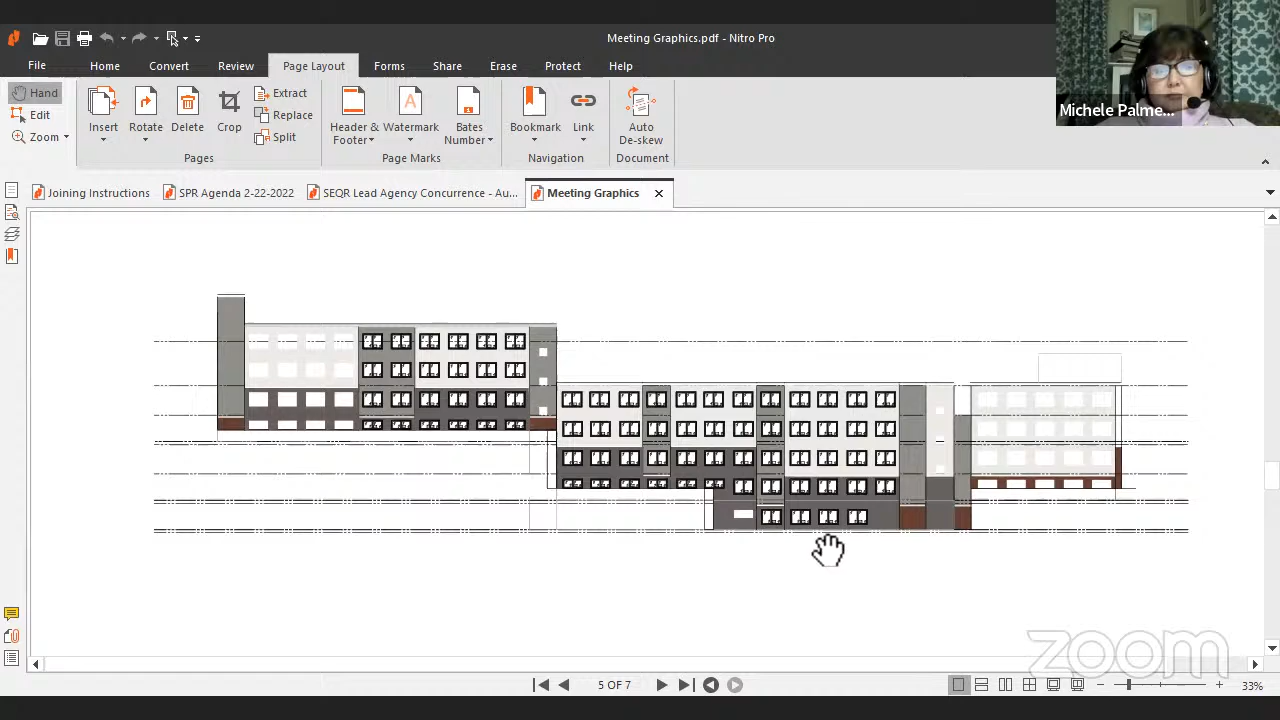 Meeting Graphics.pdf - Nitro Pro
File Home Convert Review Page Layout Forms Share Erase Protect Help
Michele Palme...
Hand
Edit
Zoom
Insert Rotate Delete Crop
Extract
Replace
Split
Pages
Header & Footer Watermark Bates Number
Page Marks
Bookmark Link
Navigation
Auto De-skew
Document
Joining Instructions SPR Agenda 2-22-2022 SEQR Lead Agency Concurrence - Au... Meeting Graphics
zoom
5 OF 7
33%